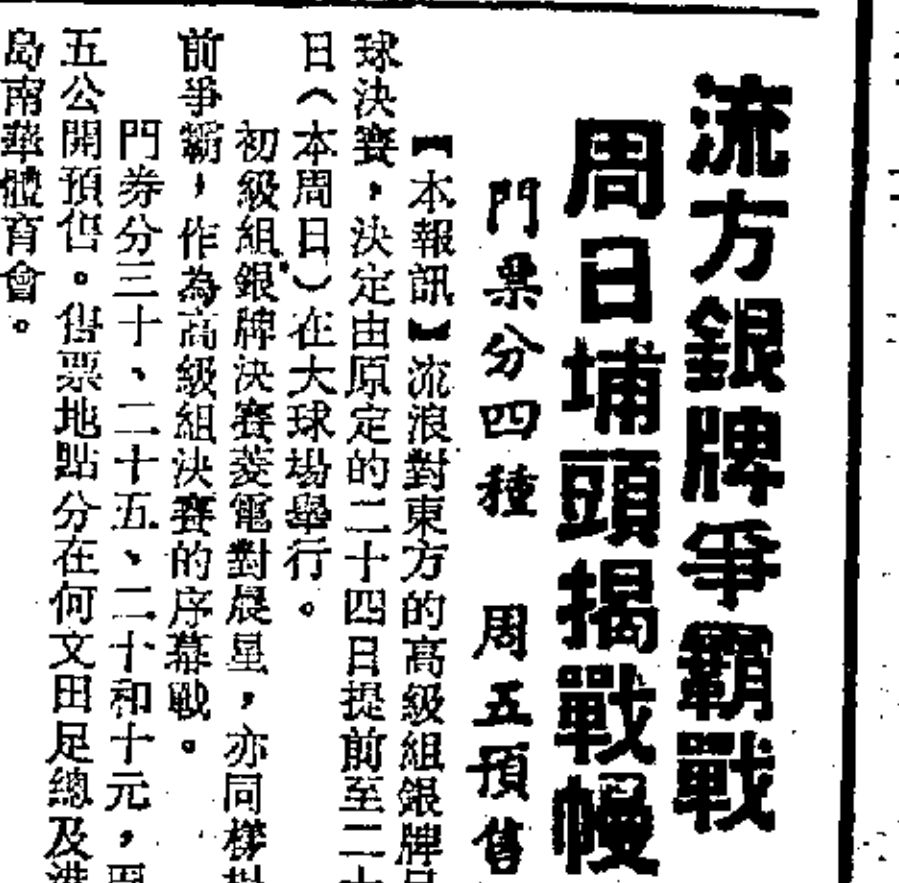 流方銀牌爭霸戰
周日埔頭揭戰幔
門票分四種 周五預售
【本報訊】流浪對東方的高級組銀牌
球決賽，決定由原定的二十四日提前至二十
日（本周日）在大球場舉行。
初級組銀牌決賽菱電對晨星，亦同樣
前爭霸，作為高級組決賽的序幕戰。
門券分三十、二十五、二十和十元，
五公開預售。售票地點分在何文田足總及港
島南華體育會。